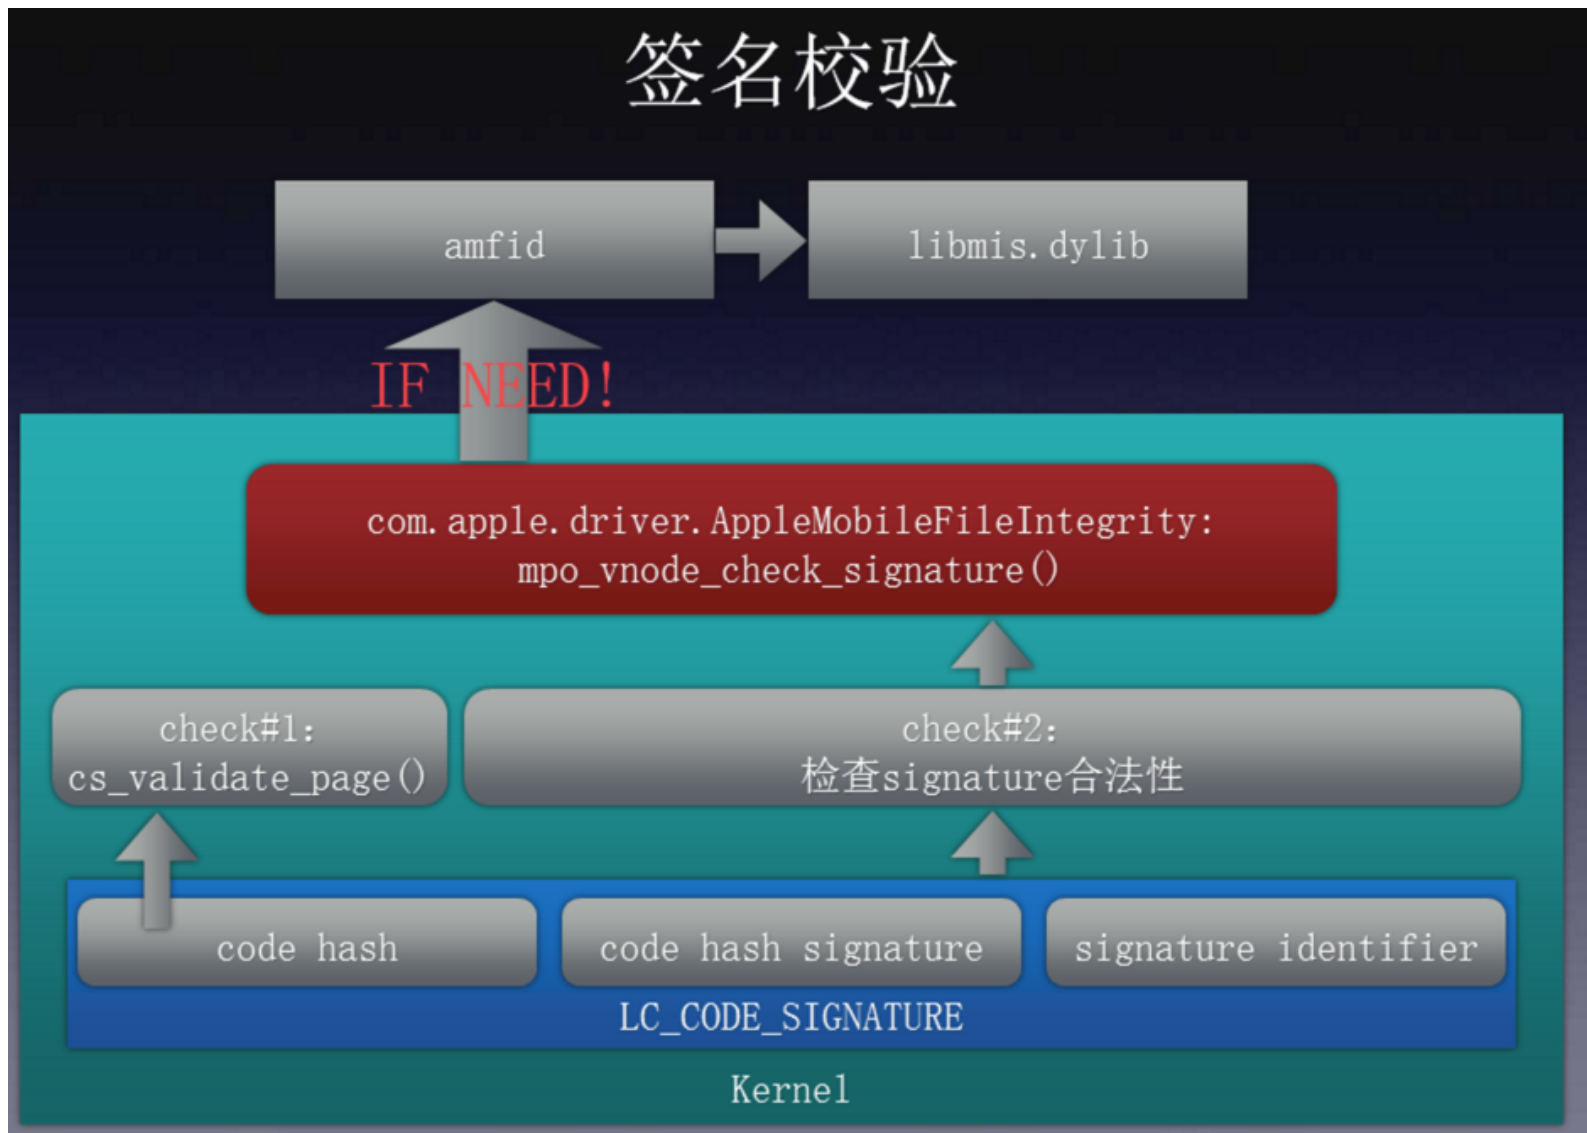 签名校验
amfid
libmis.dylib
IF NEED!
com.apple.driver.AppleMobileFileIntegrity:
mpo_vnode_check_signature()
check#1:
cs_validate_page()
check#2:
检查signature合法性
code hash
code hash signature
signature identifier
LC_CODE_SIGNATURE
Kernel